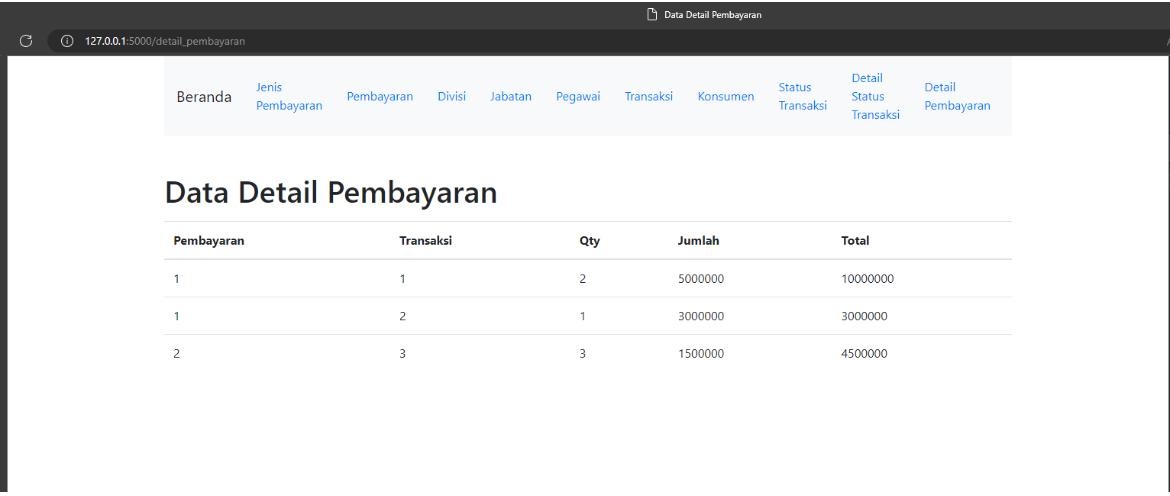 Data Detail Pembayaran
127.0.0.1:5000/detail_pembayaran
Beranda
Jenis
Pembayaran
Pembayaran
Divisi
Jabatan
Pegawai
Transaksi
Konsumen
Status
Transaksi
Detail
Status
Transaksi
Detail
Pembayaran
Data Detail Pembayaran
Pembayaran Transaksi Qty Jumlah Total
1 1 2 5000000 10000000
1 2 1 3000000 3000000
2 3 3 1500000 4500000